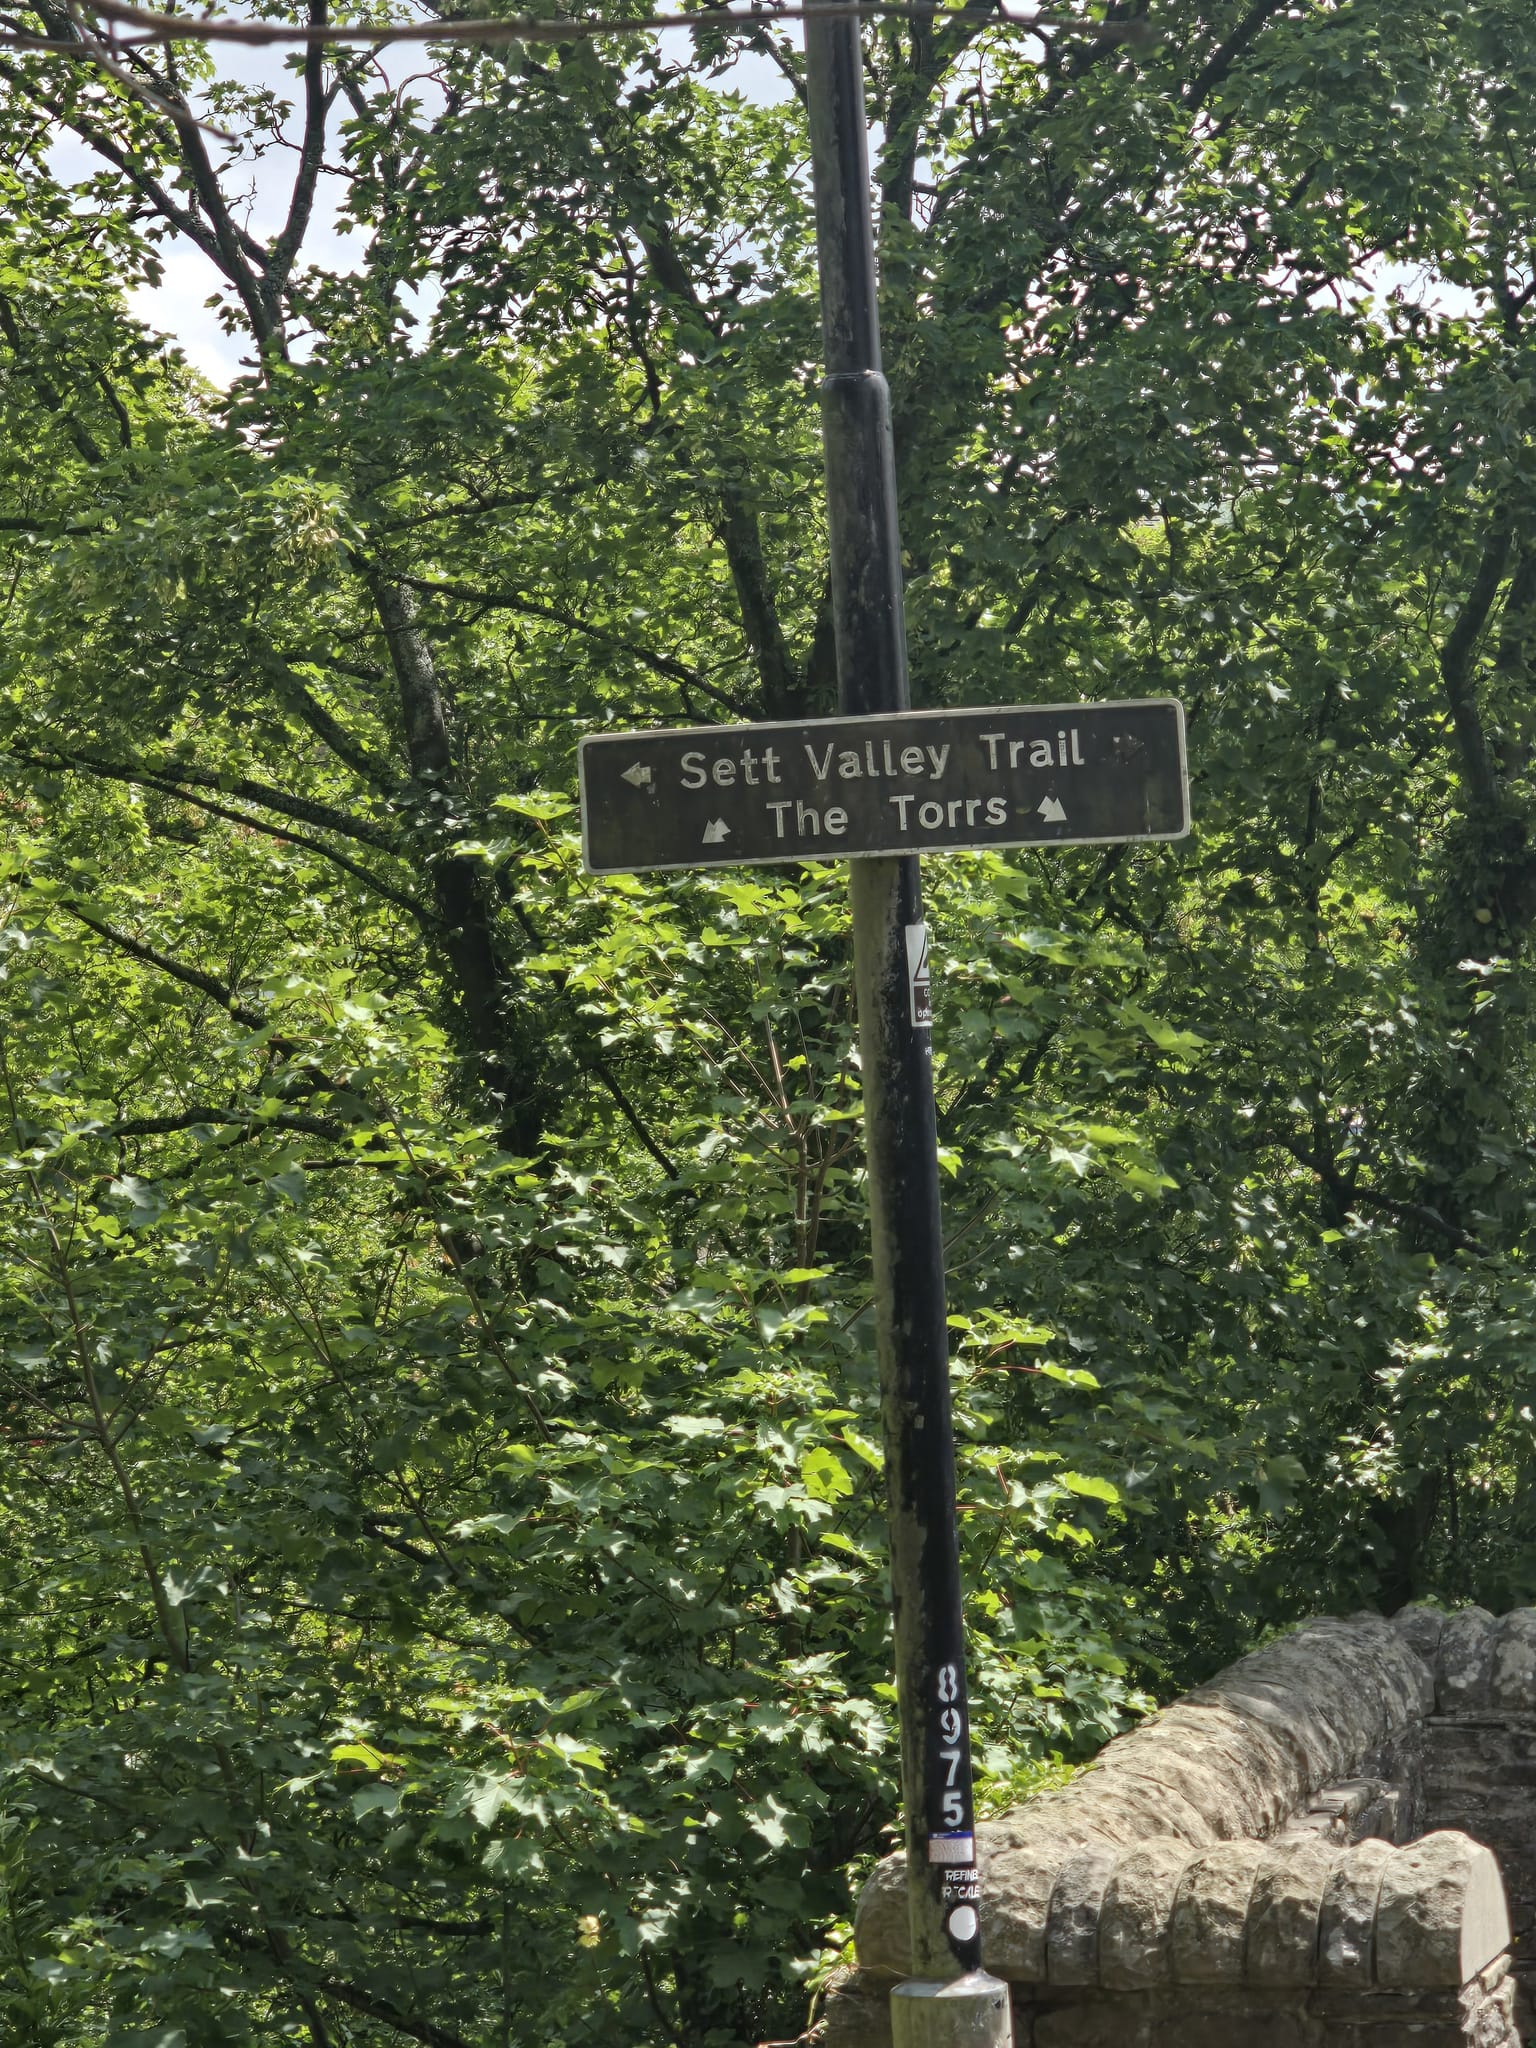 Sett Valley Trail
The Torrs
8975